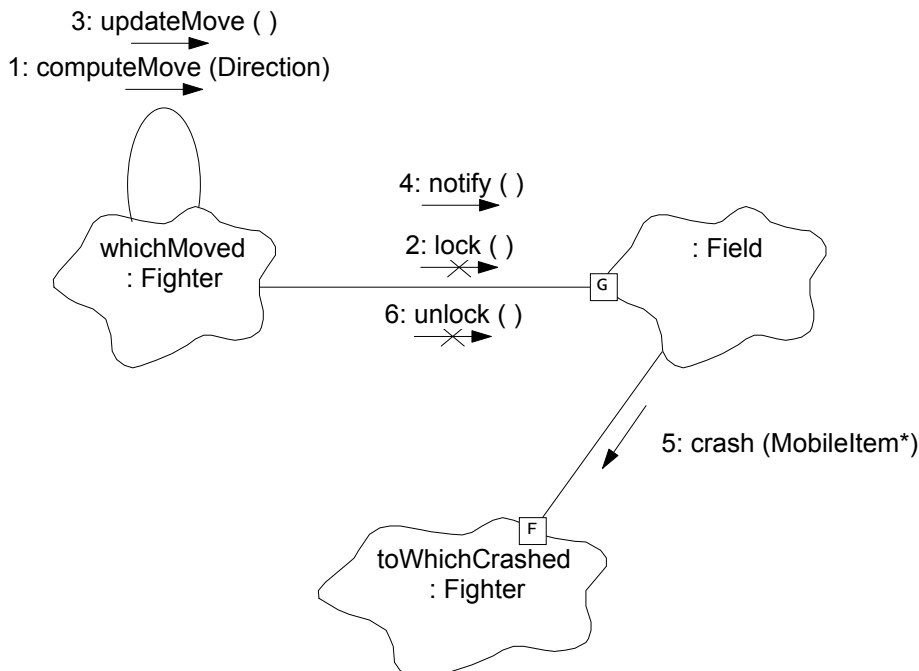 3: updateMove ( )
1: computeMove (Direction)
4: notify ( )
whichMoved
: Fighter
2: lock ( )
: Field
G
6: unlock ( )
5: crash (MobileItem*)
F
toWhichCrashed
: Fighter